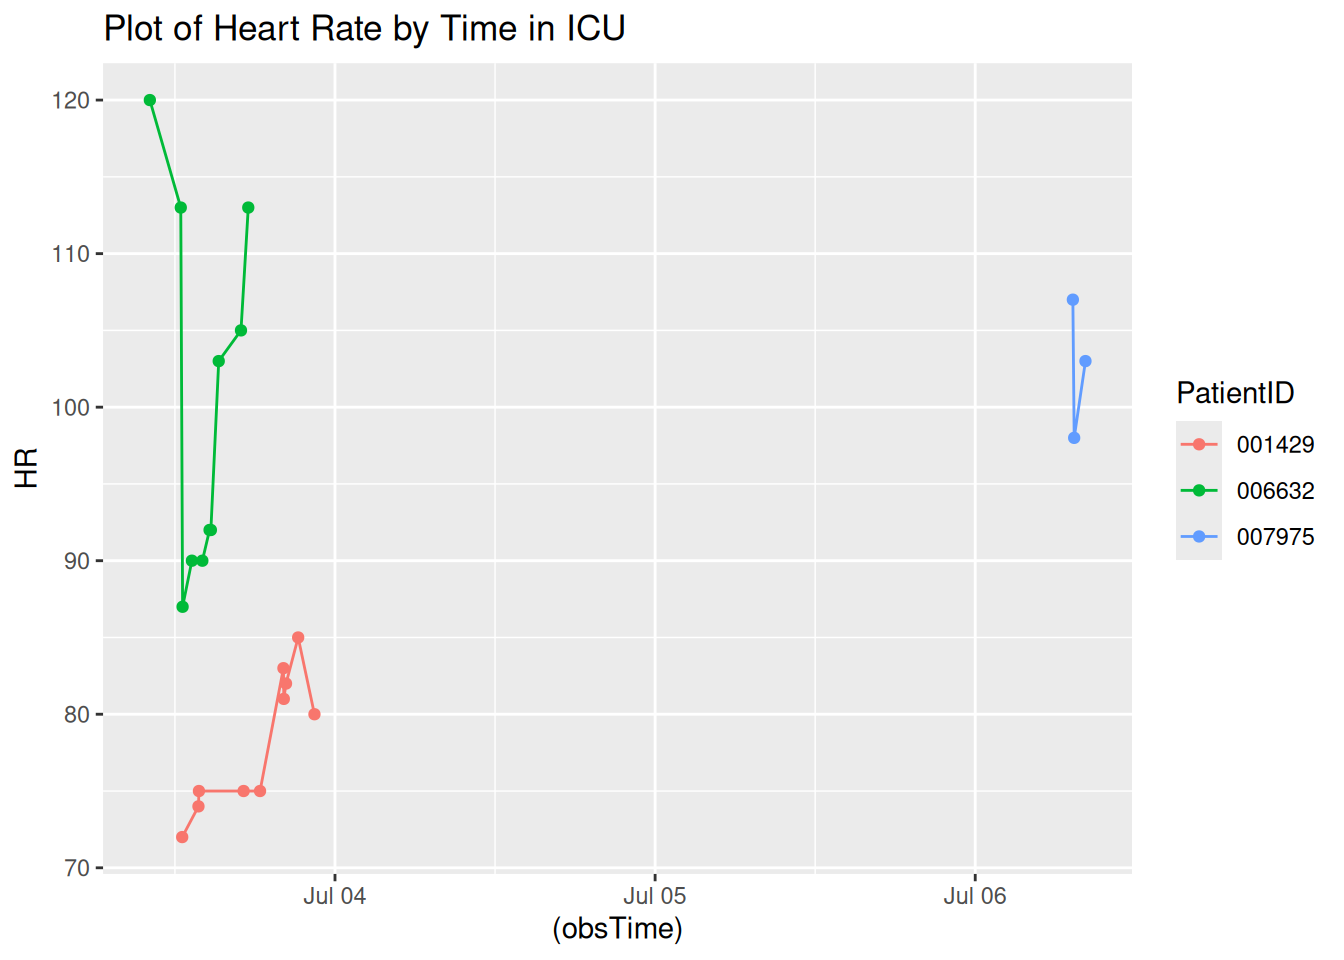 Plot of Heart Rate by Time in ICU
120
110
100
90
80
70
HR
Jul 04
Jul 05
Jul 06
(obsTime)
PatientID
001429
006632
007975